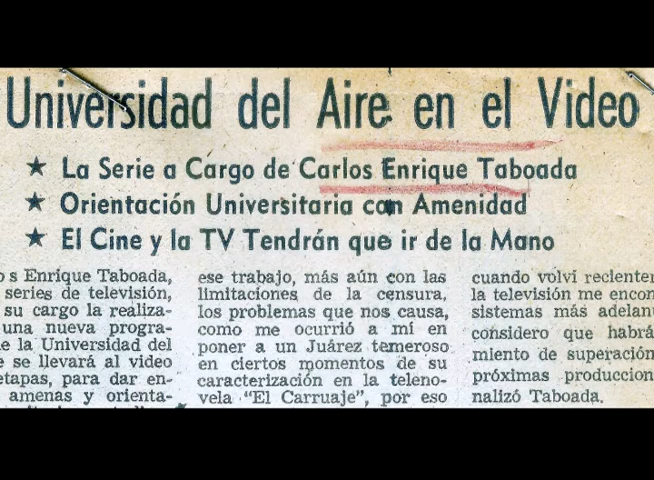 Universidad del Aire en el Video
★ La Serie a Cargo de Carlos Enrique Taboada
★ Orientación Universitaria con Amenidad
★ El Cine y la TV Tendrán que ir de la Mano
os Enrique Taboada,
series de televisión,
su cargo la realiza-
una nueva progra-
e la Universidad del
e se llevará al video
etapas, para dar en-
amenas y orienta-
ese trabajo, más aún con las
limitaciones de la censura,
los problemas que nos causa,
como me ocurrió a mí en
poner a un Juárez temeroso
en ciertos momentos de su
caracterización en la teleno-
vela "El Carruaje", por eso
cuando volví recienten
la televisión me encon
sistemas más adelan
considero que habrá
miento de superación
próximas produccion
nalizó Taboada.